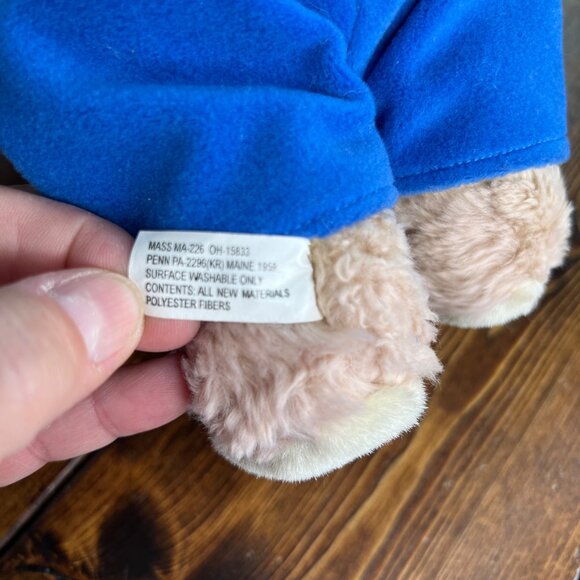 MASS MA-226 OH-15833
PENN PA-2296(KR) MAINE 1959
SURFACE WASHABLE ONLY
CONTENTS: ALL NEW MATERIALS
POLYESTER FIBERS